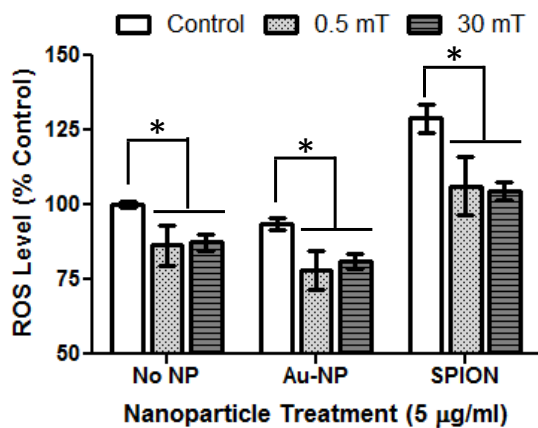 Control 0.5 mT 30 mT
150
125
100
75
50
ROS Level (% Control)
*
*
*
No NP Au-NP SPION
Nanoparticle Treatment (5 μg/ml)